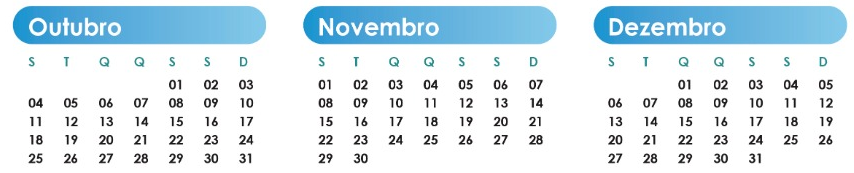 Outubro
S T Q Q S S D
01 02 03
04 05 06 07 08 09 10
11 12 13 14 15 16 17
18 19 20 21 22 23 24
25 26 27 28 29 30 31
Novembro
S T Q Q S S D
01 02 03 04 05 06 07
08 09 10 11 12 13 14
15 16 17 18 19 20 21
22 23 24 25 26 27 28
29 30
Dezembro
S T Q Q S S D
01 02 03 04 05
06 07 08 09 10 11 12
13 14 15 16 17 18 19
20 21 22 23 24 25 26
27 28 29 30 31